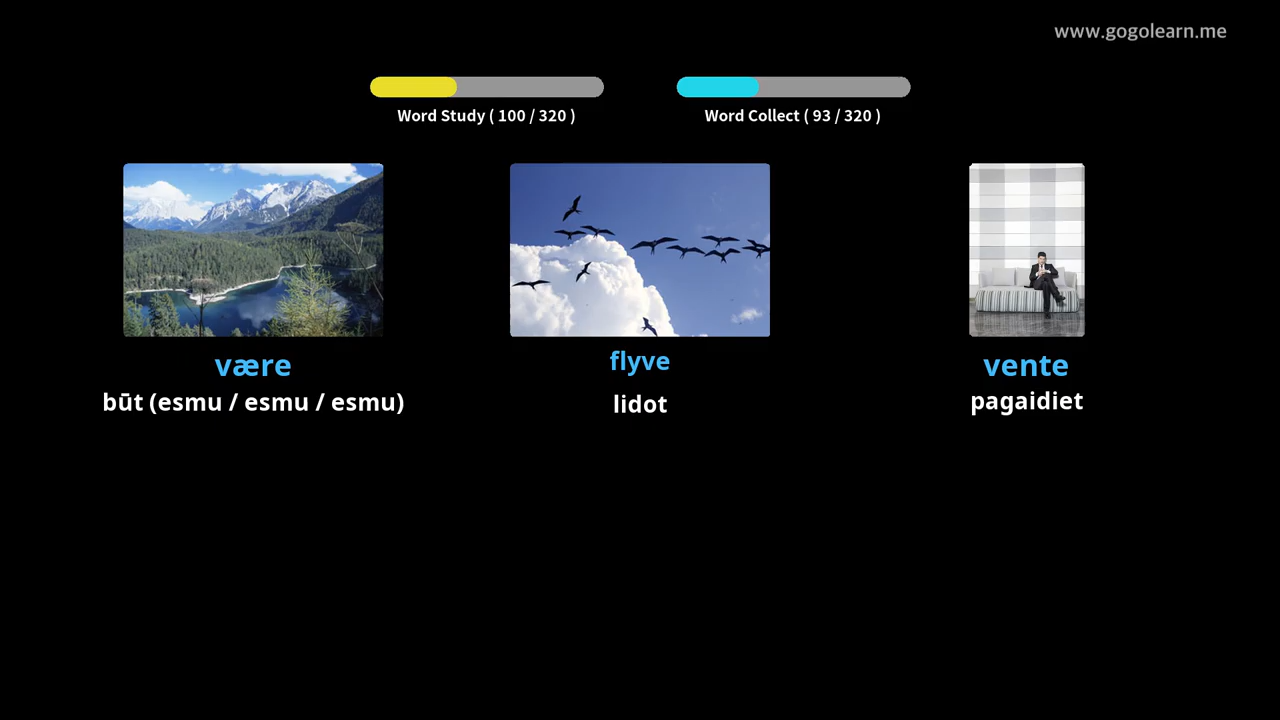 www.gogolearn.me
Word Study ( 100 / 320 )
Word Collect ( 93 / 320 )
være
flyve
vente
būt (esmu / esmu / esmu)
lidot
pagaidiet